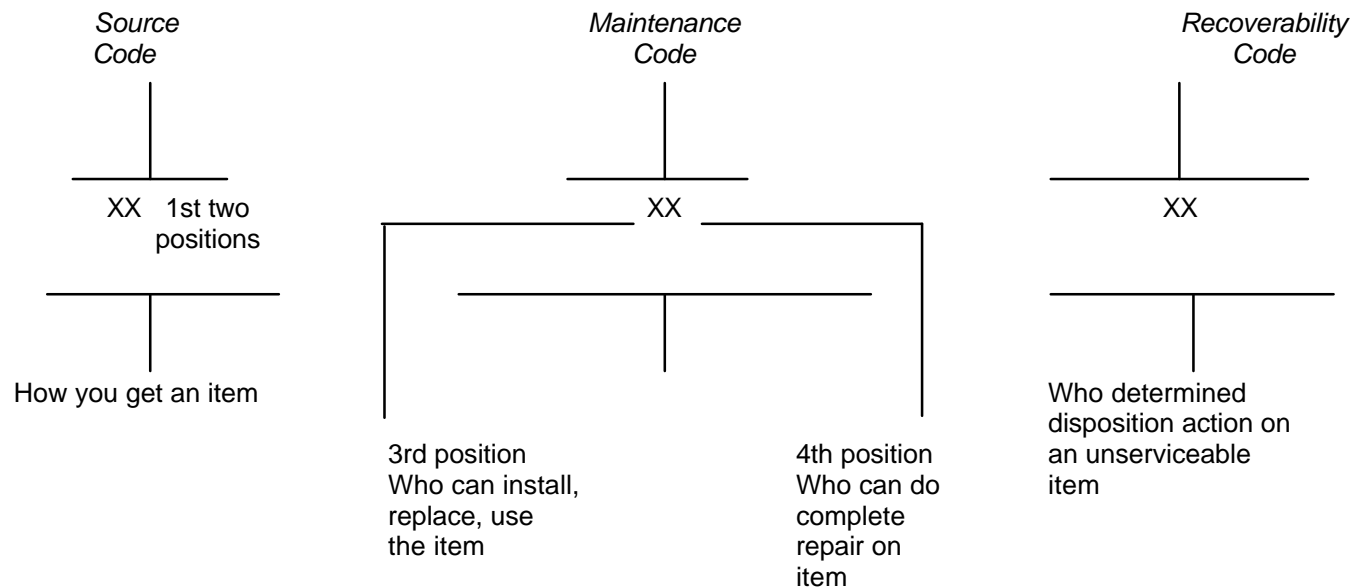 Source
Code
Maintenance
Code
Recoverability
Code
XX 1st two
positions
XX
XX
How you get an item
3rd position
Who can install,
replace, use
the item
4th position
Who can do
complete
repair on
item
Who determined
disposition action on
an unserviceable
item